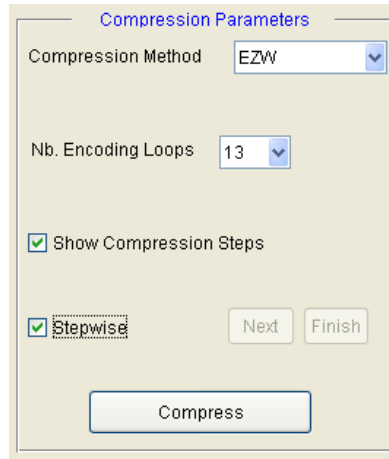 Compression Parameters
Compression Method EZW
Nb. Encoding Loops 13
Show Compression Steps
Stepwise Next Finish
Compress